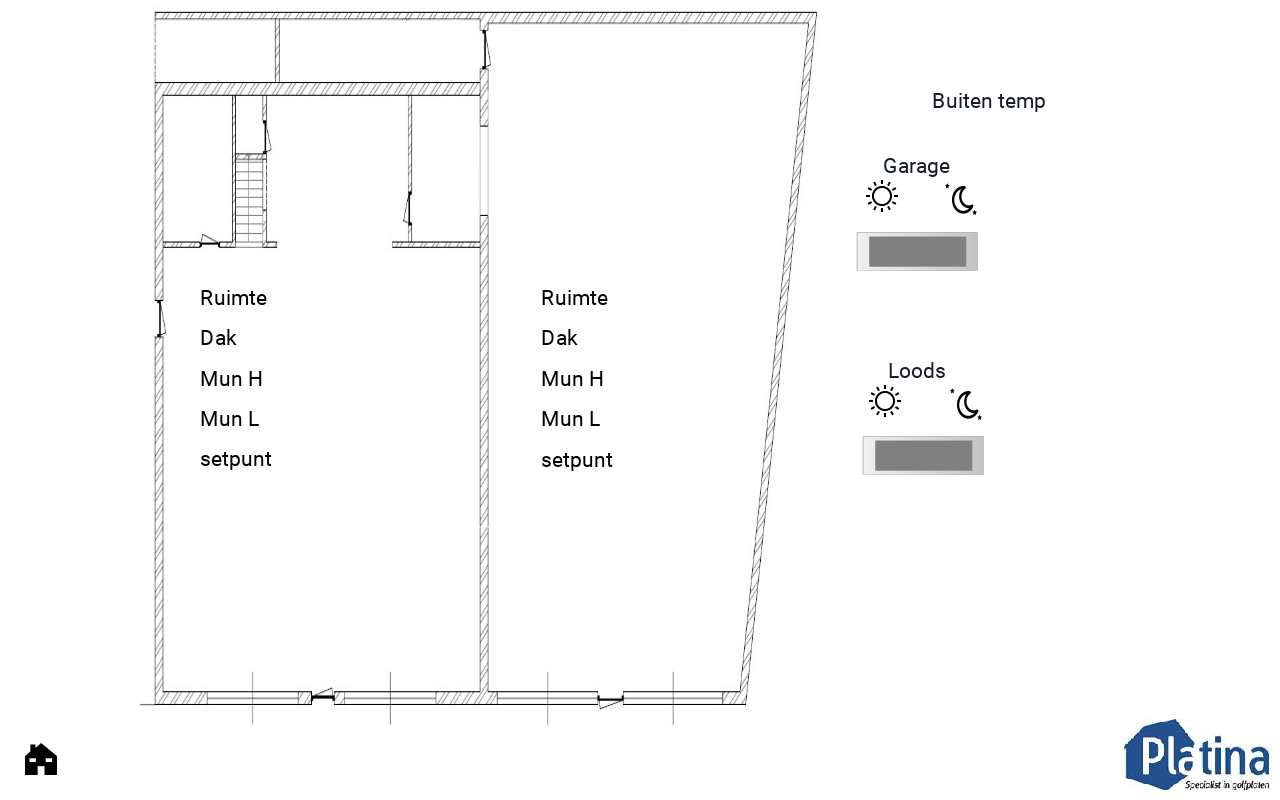 Buiten temp
Garage
Ruimte
Dak
Mun H
Mun L
setpunt
Ruimte
Dak
Mun H
Mun L
setpunt
Loods
Platina
Specialist in golfplaten